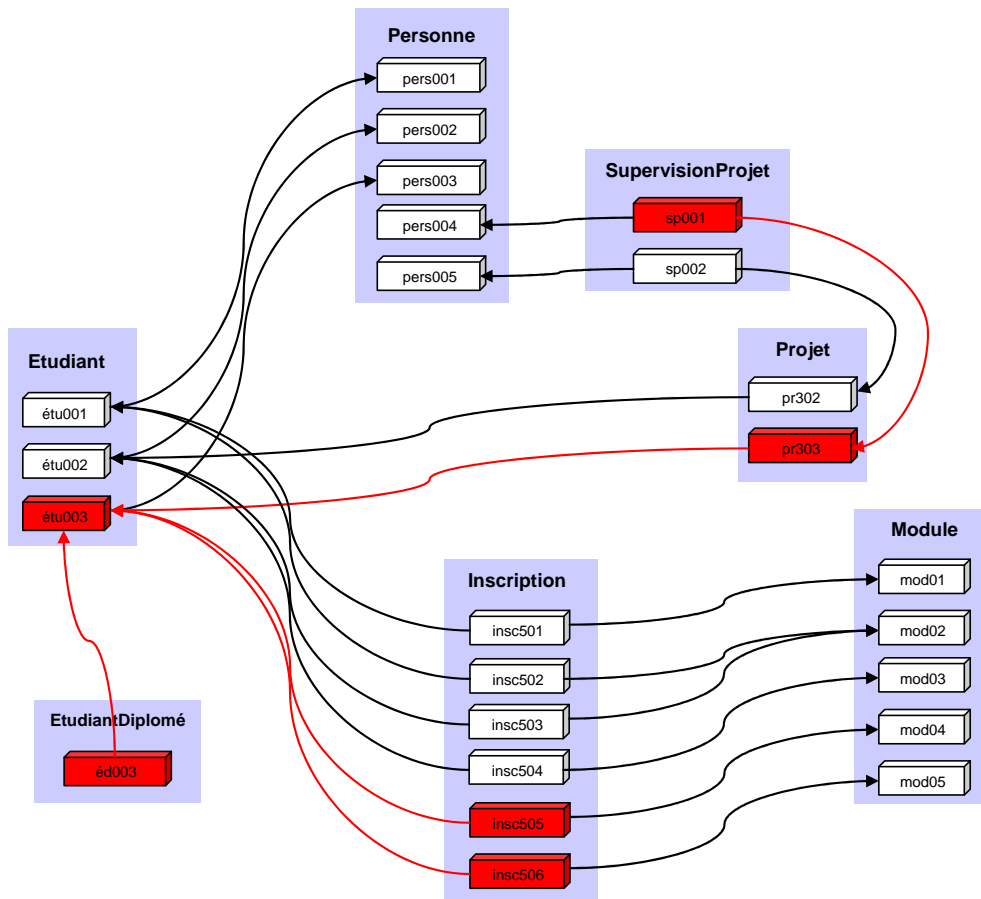 Personne
pers001
pers002
pers003
pers004
pers005
SupervisionProjet
sp001
sp002
Projet
pr302
pr303
Etudiant
étu001
étu002
étu003
EtudiantDiplomé
éd003
Inscription
insc501
insc502
insc503
insc504
insc505
insc506
Module
mod01
mod02
mod03
mod04
mod05